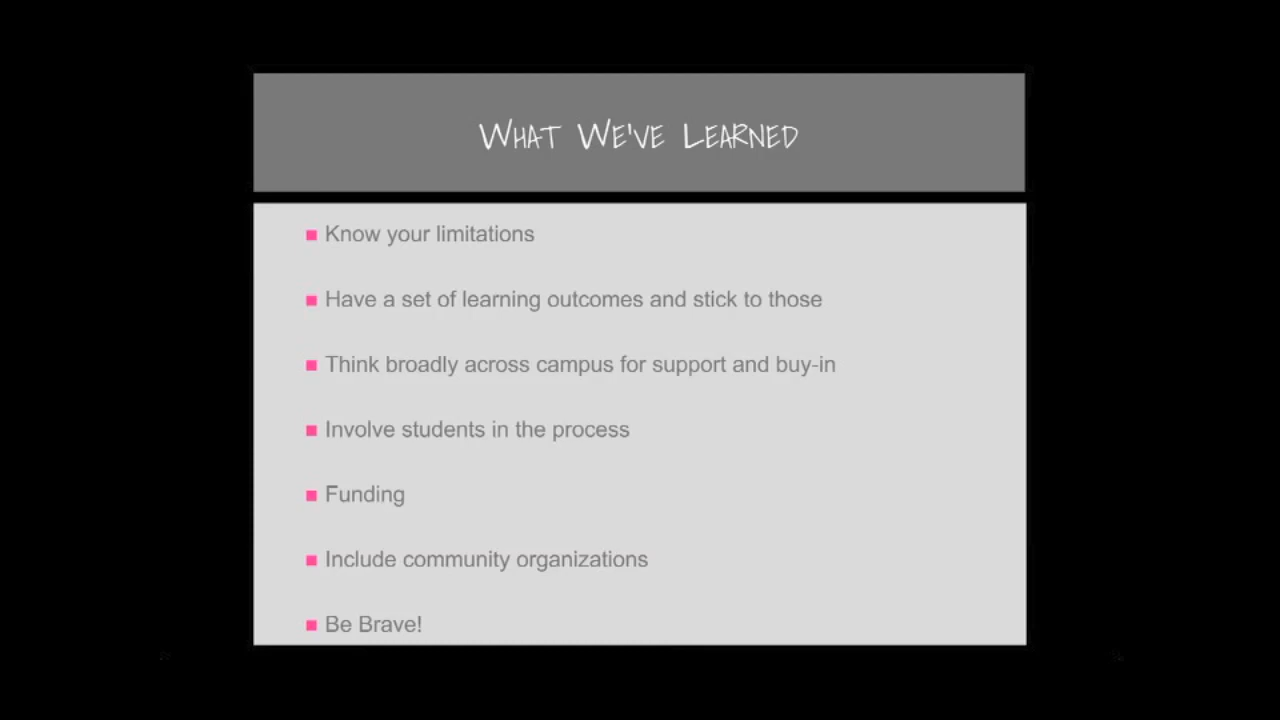 What We've Learned
Know your limitations
Have a set of learning outcomes and stick to those
Think broadly across campus for support and buy-in
Involve students in the process
Funding
Include community organizations
Be Brave!